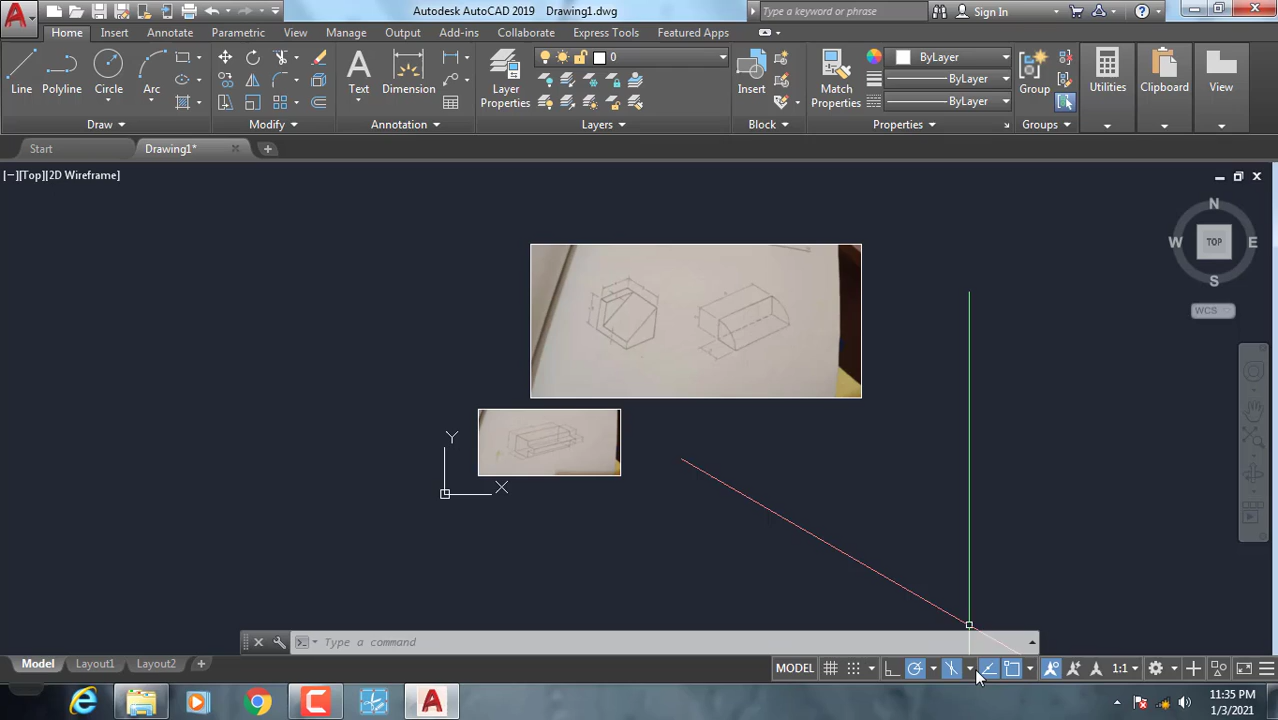 Autodesk AutoCAD 2019 Drawing1.dwg
Type a keyword or phrase
Sign In
Home Insert Annotate Parametric View Manage Output Add-ins Collaborate Express Tools Featured Apps
Line Polyline Circle Arc
Text Dimension
Layer Properties
0
Insert
Match Properties
ByLayer
ByLayer
ByLayer
Group
Utilities
Clipboard
View
Draw
Modify
Annotation
Layers
Block
Properties
Groups
Start Drawing1*
[−][Top][2D Wireframe]
N
W TOP E
S
WCS
Y
X
Type a command
Model Layout1 Layout2
MODEL
1:1
11:35 PM
1/3/2021